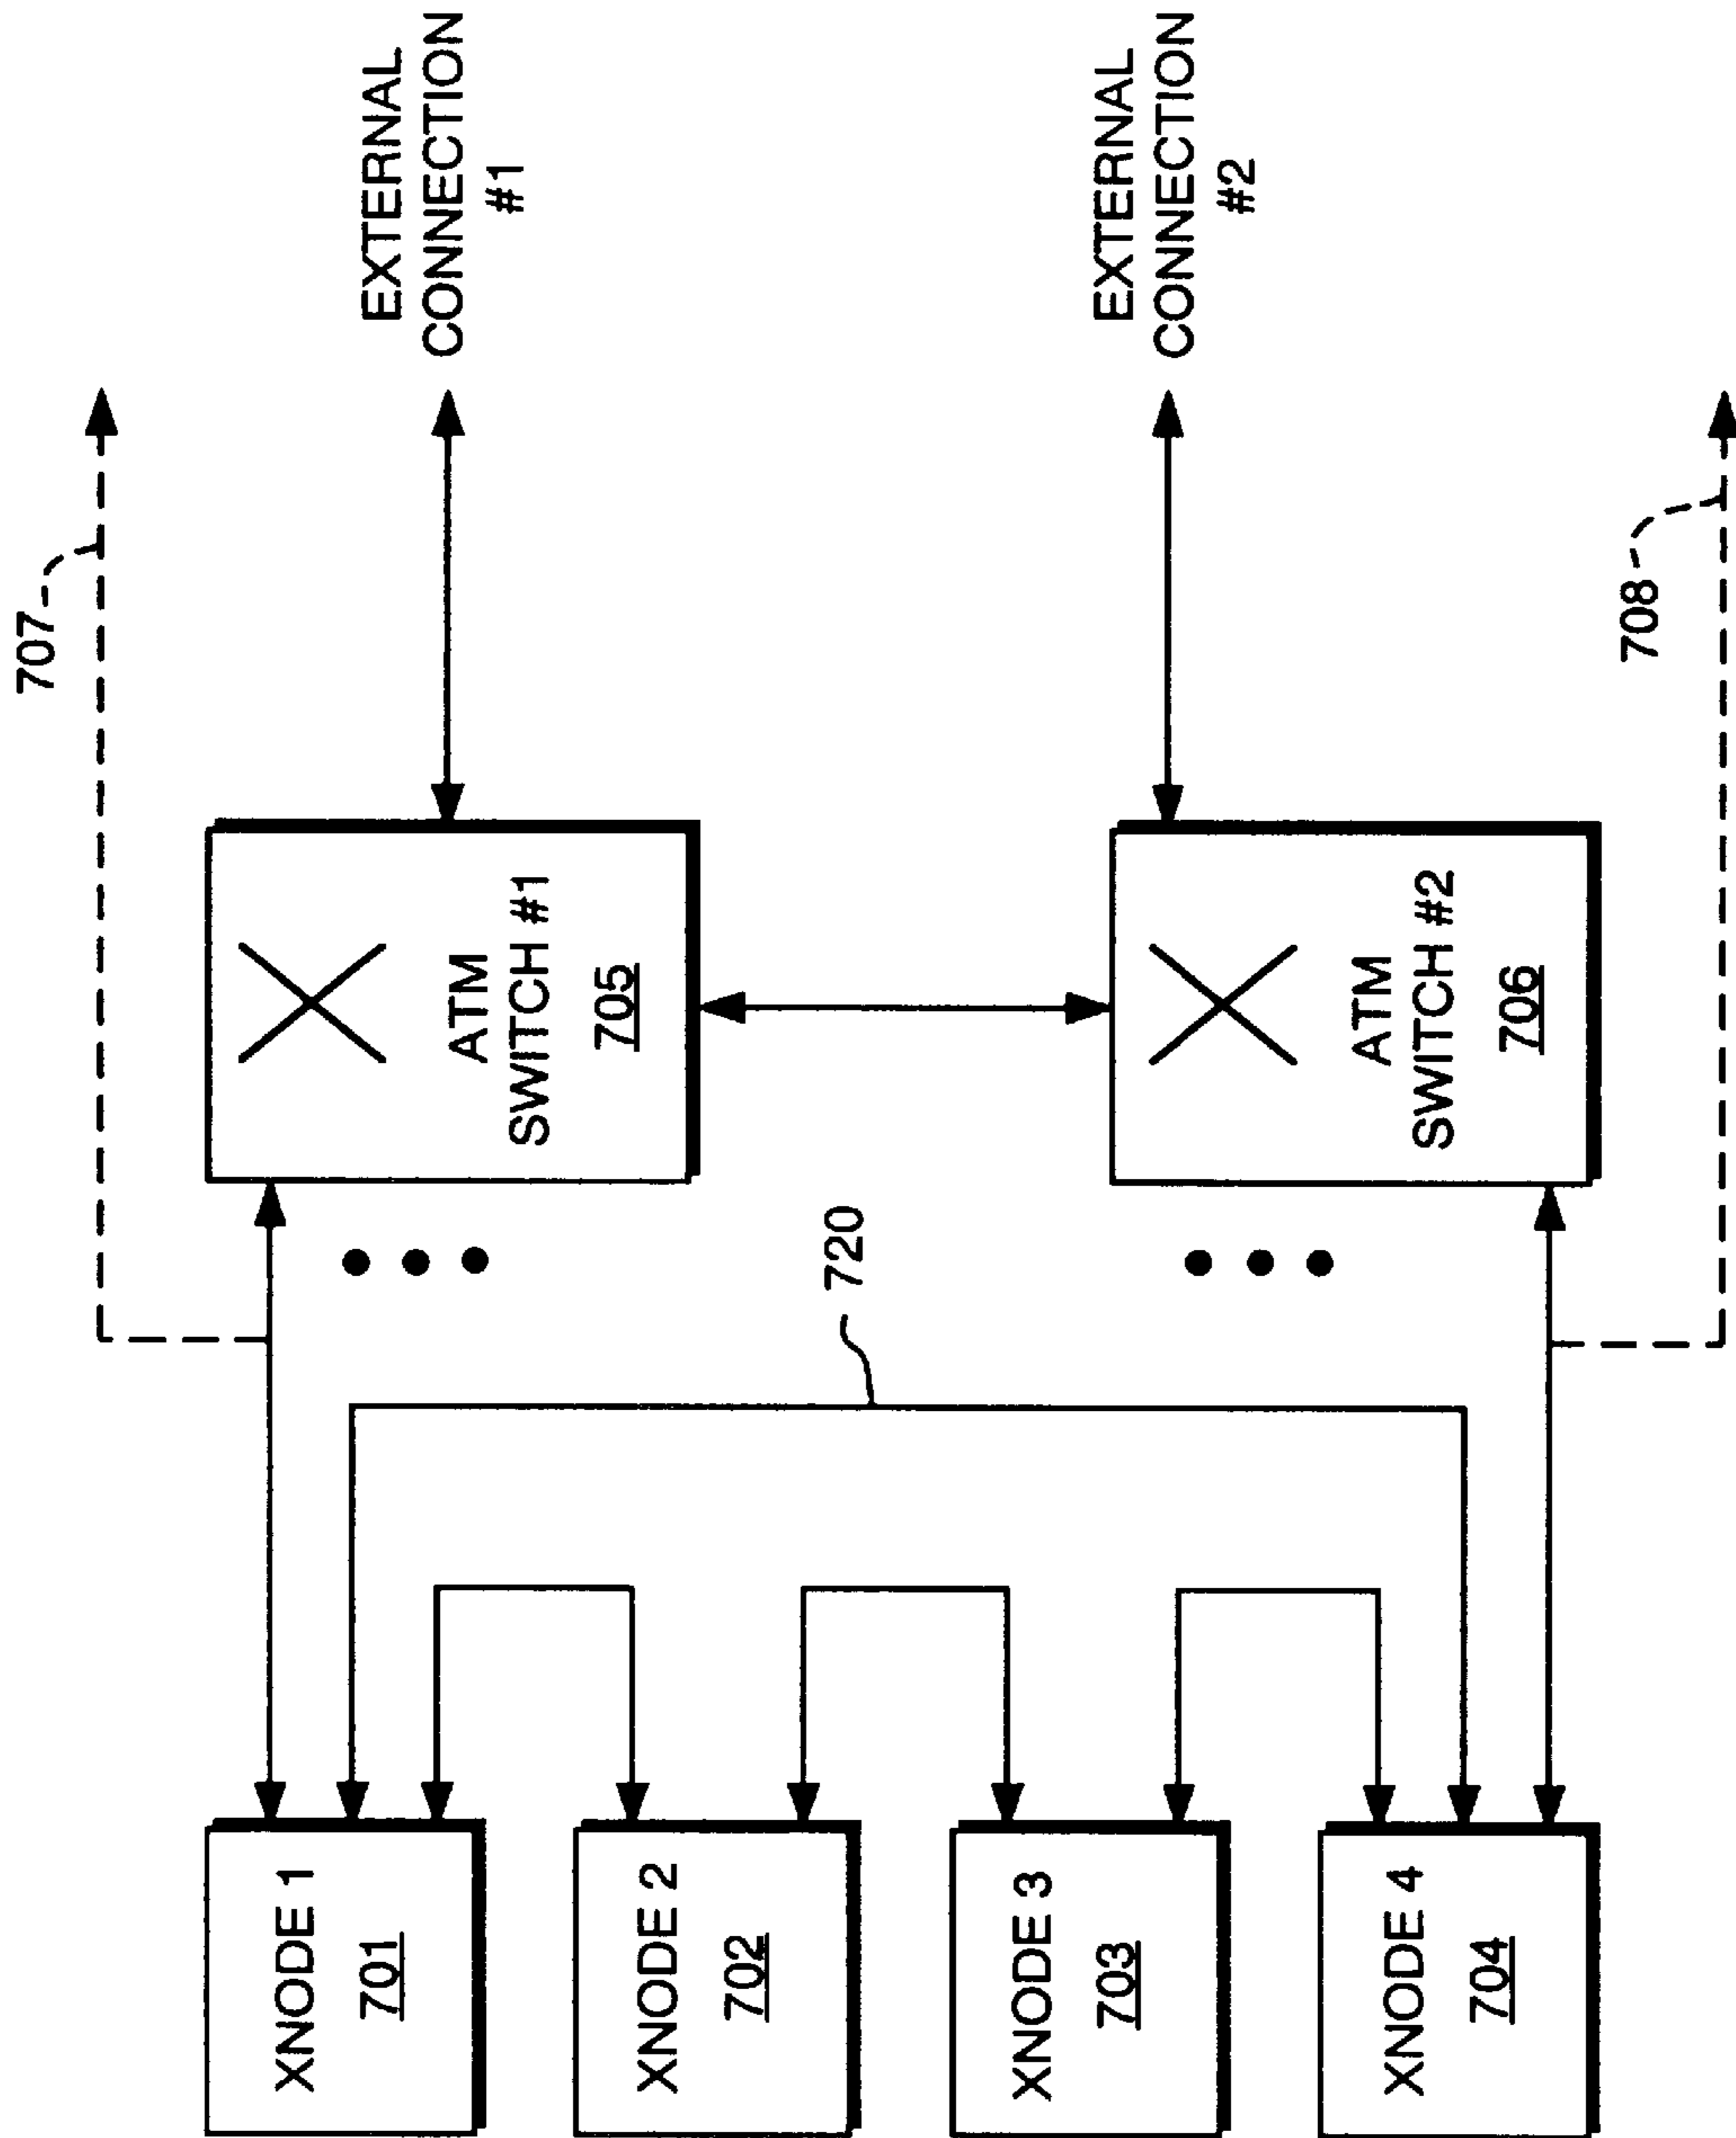 707
EXTERNAL
CONNECTION
#1
XNODE 1
701
ATM
SWITCH #1
705
XNODE 2
702
720
XNODE 3
703
EXTERNAL
CONNECTION
#2
XNODE 4
704
ATM
SWITCH #2
706
708